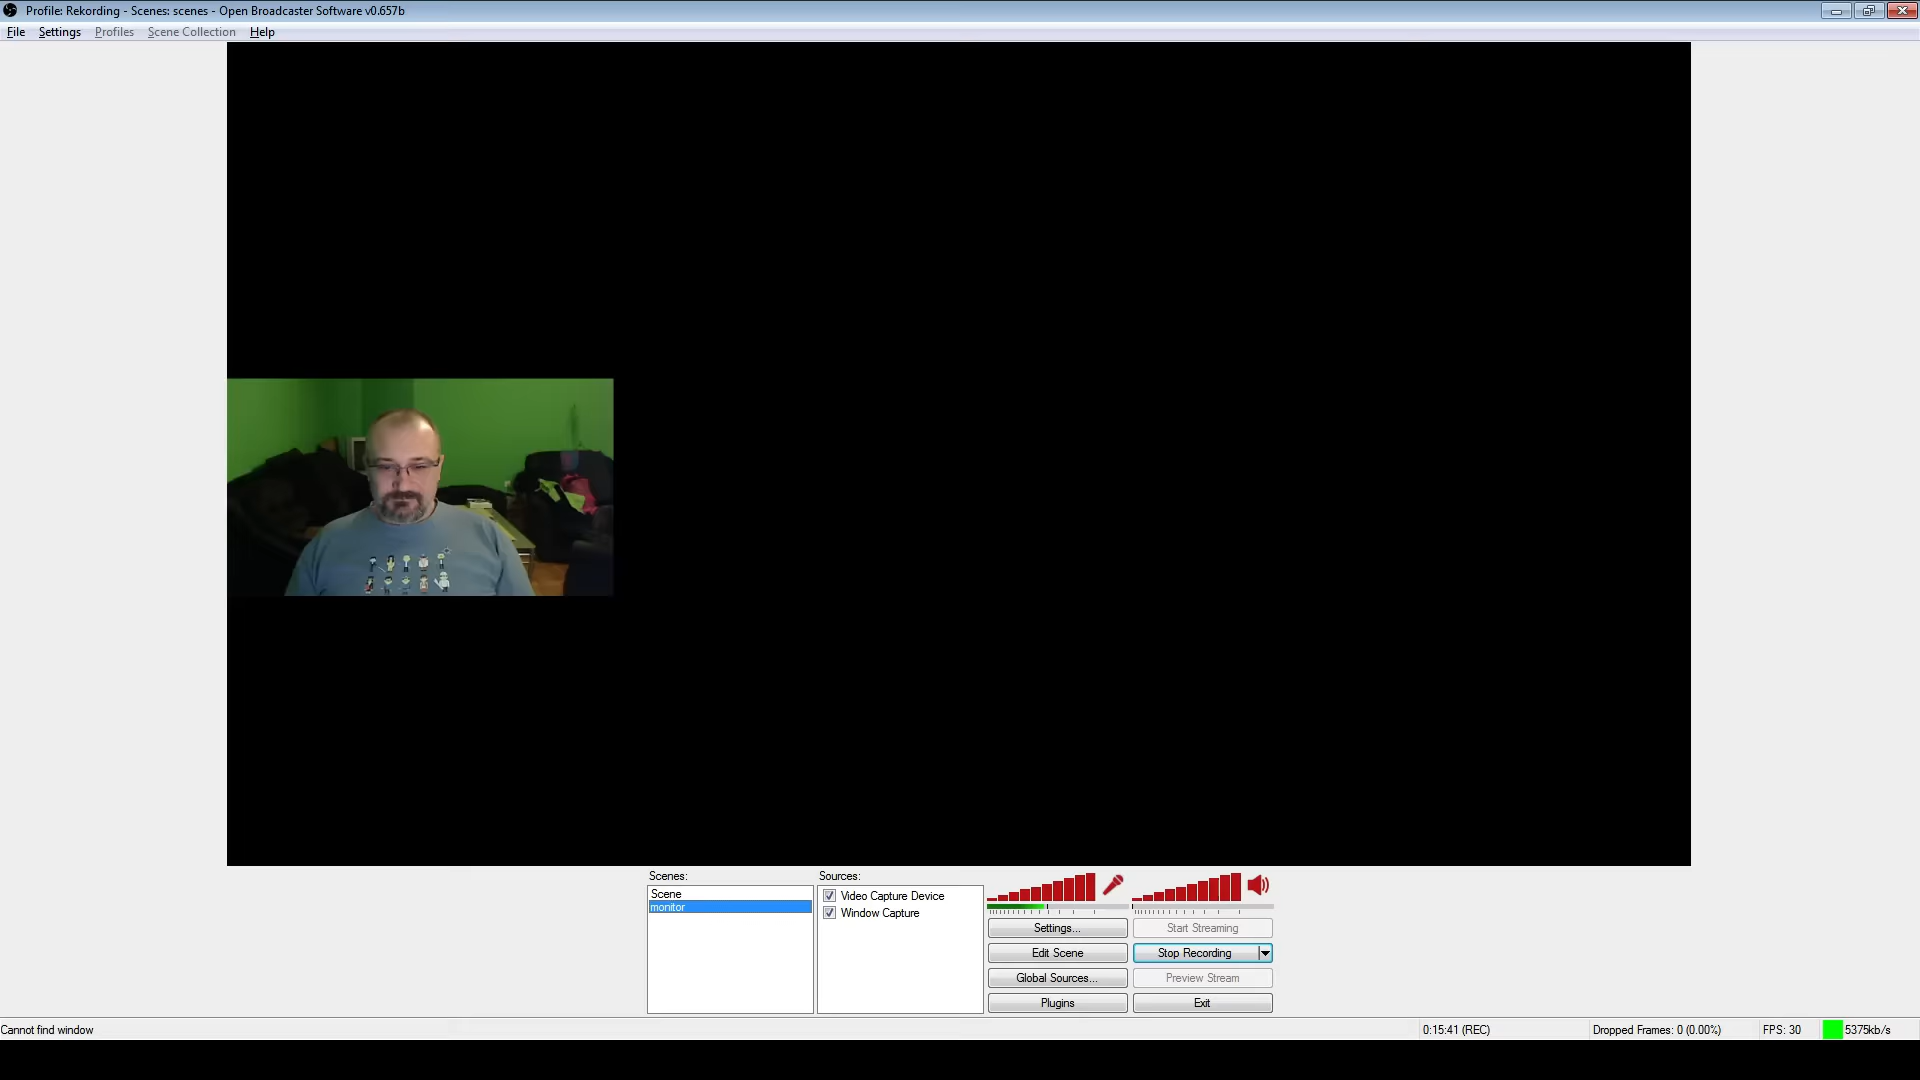 Profile: Rekording - Scenes: scenes - Open Broadcaster Software v0.657b
File Settings Profiles Scene Collection Help
Scenes:
Scene
monitor
Sources:
Video Capture Device
Window Capture
Settings...
Start Streaming
Edit Scene
Stop Recording
Global Sources...
Preview Stream
Plugins
Exit
Cannot find window
0:15:41 (REC)
Dropped Frames: 0 (0.00%)
FPS: 30
5375kb/s